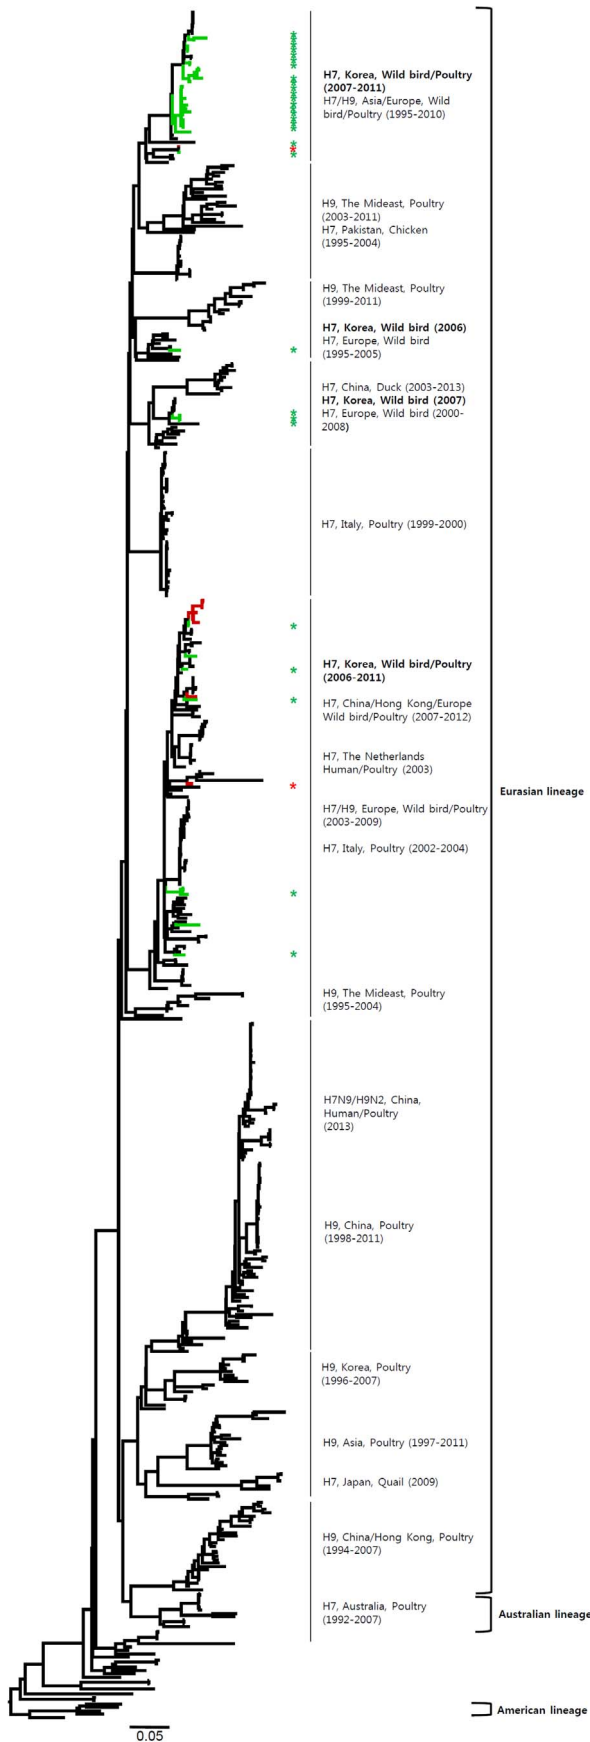 H7, Korea, Wild bird/Poultry
(2007-2011)
H7/H9, Asia/Europe, Wild
bird/Poultry (1995-2010)
H9, The Mideast, Poultry
(2003-2011)
H7, Pakistan, Chicken
(1995-2004)
H9, The Mideast, Poultry
(1999-2011)
H7, Korea, Wild bird (2006)
H7, Europe, Wild bird
(1995-2005)
H7, China, Duck (2003-2013)
H7, Korea, Wild bird (2007)
H7, Europe, Wild bird (2000-
2008)
H7, Italy, Poultry (1999-2000)
H7, Korea, Wild bird/Poultry
(2006-2011)
H7, China/Hong Kong/Europe
Wild bird/Poultry (2007-2012)
H7, The Netherlands
Human/Poultry (2003)
Eurasian lineage
H7/H9, Europe, Wild bird/Poultry
(2003-2009)
H7, Italy, Poultry (2002-2004)
H9, The Mideast, Poultry
(1995-2004)
H7N9/H9N2, China,
Human/Poultry
(2013)
H9, China, Poultry
(1998-2011)
H9, Korea, Poultry
(1996-2007)
H9, Asia, Poultry (1997-2011)
H7, Japan, Quail (2009)
H9, China/Hong Kong, Poultry
(1994-2007)
H7, Australia, Poultry
(1992-2007)
Australian lineage
American lineage
0.05